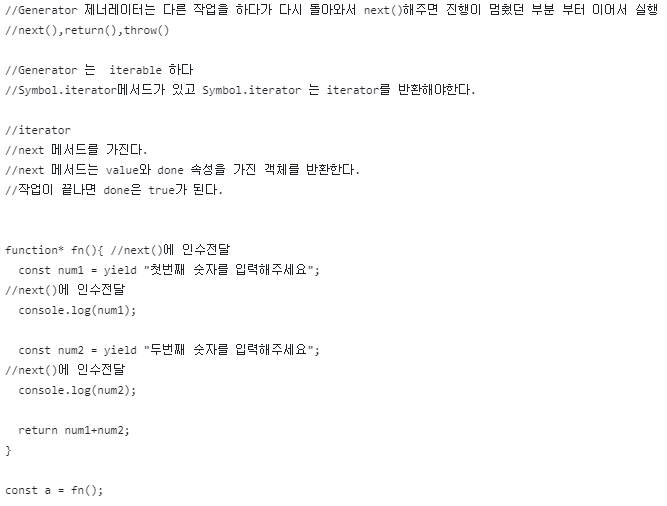 //Generator 제너레이터는 다른 작업을 하다가 다시 돌아와서 next()해주면 진행이 멈췄던 부분 부터 이어서 실행
//next(),return(),throw()
//Generator 는  iterable 하다
//Symbol.iterator메서드가 있고 Symbol.iterator 는 iterator를 반환해야한다.
//iterator
//next 메서드를 가진다.
//next 메서드는 value와 done 속성을 가진 객체를 반환한다.
//작업이 끝나면 done은 true가 된다.
function* fn(){ //next()에 인수전달
  const num1 = yield "첫번째 숫자를 입력해주세요";
//next()에 인수전달
  console.log(num1);
  const num2 = yield "두번째 숫자를 입력해주세요";
//next()에 인수전달
  console.log(num2);
  return num1+num2;
}
const a = fn();